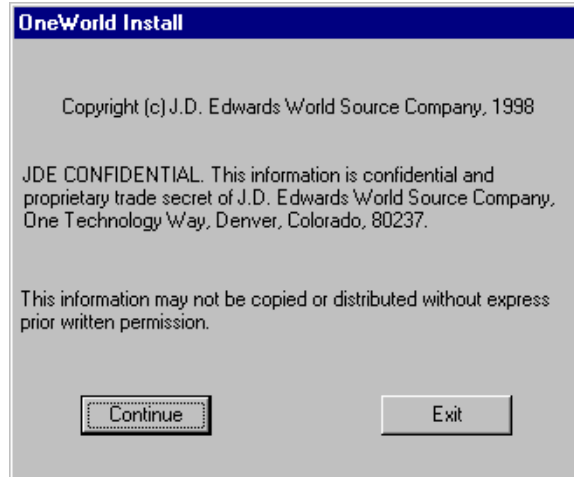 OneWorld Install
Copyright (c) J.D. Edwards World Source Company, 1998
JDE CONFIDENTIAL. This information is confidential and
proprietary trade secret of J.D. Edwards World Source Company,
One Technology Way, Denver, Colorado, 80237.
This information may not be copied or distributed without express
prior written permission.
Continue
Exit